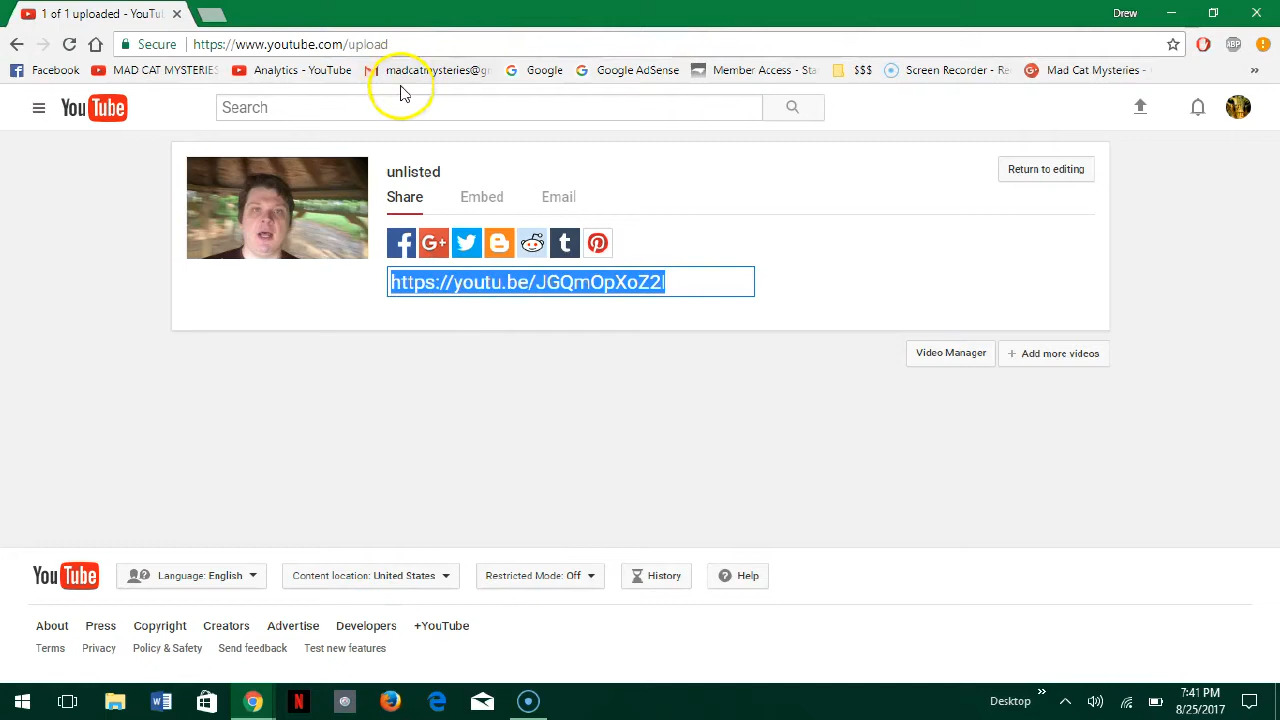 1 of 1 uploaded - YouTu
Drew
Secure
https://www.youtube.com/upload
ABP
Facebook
MAD CAT MYSTERIES
Analytics - YouTube
madcatmysteries@g
Google
Google AdSense
Member Access - Sta
$$$
Screen Recorder - Re
Mad Cat Mysteries -
YouTube
Search
unlisted
Return to editing
Share
Embed
Email
https://youtu.be/JGQmOpXoZ2I
Video Manager
+ Add more videos
YouTube
Language: English
Content location: United States
Restricted Mode: Off
History
Help
About
Press
Copyright
Creators
Advertise
Developers
+YouTube
Terms
Privacy
Policy & Safety
Send feedback
Test new features
Desktop
7:41 PM
8/25/2017